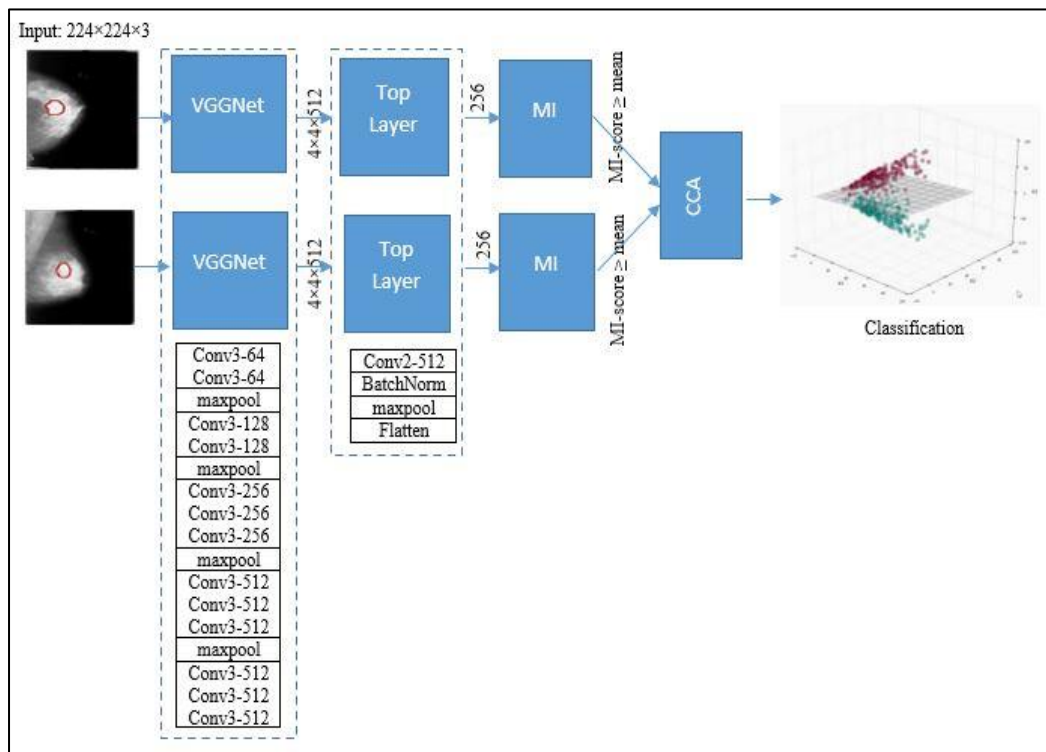 Input: 224×224×3
VGGNet
4×4×512
Top
Layer
256
MI
MI-score ≥ mean
CCA
VGGNet
4×4×512
Top
Layer
256
MI
MI-score ≥ mean
Classification
Conv3-64
Conv3-64
maxpool
Conv3-128
Conv3-128
maxpool
Conv3-256
Conv3-256
Conv3-256
maxpool
Conv3-512
Conv3-512
Conv3-512
maxpool
Conv3-512
Conv3-512
Conv3-512
Conv2-512
BatchNorm
maxpool
Flatten